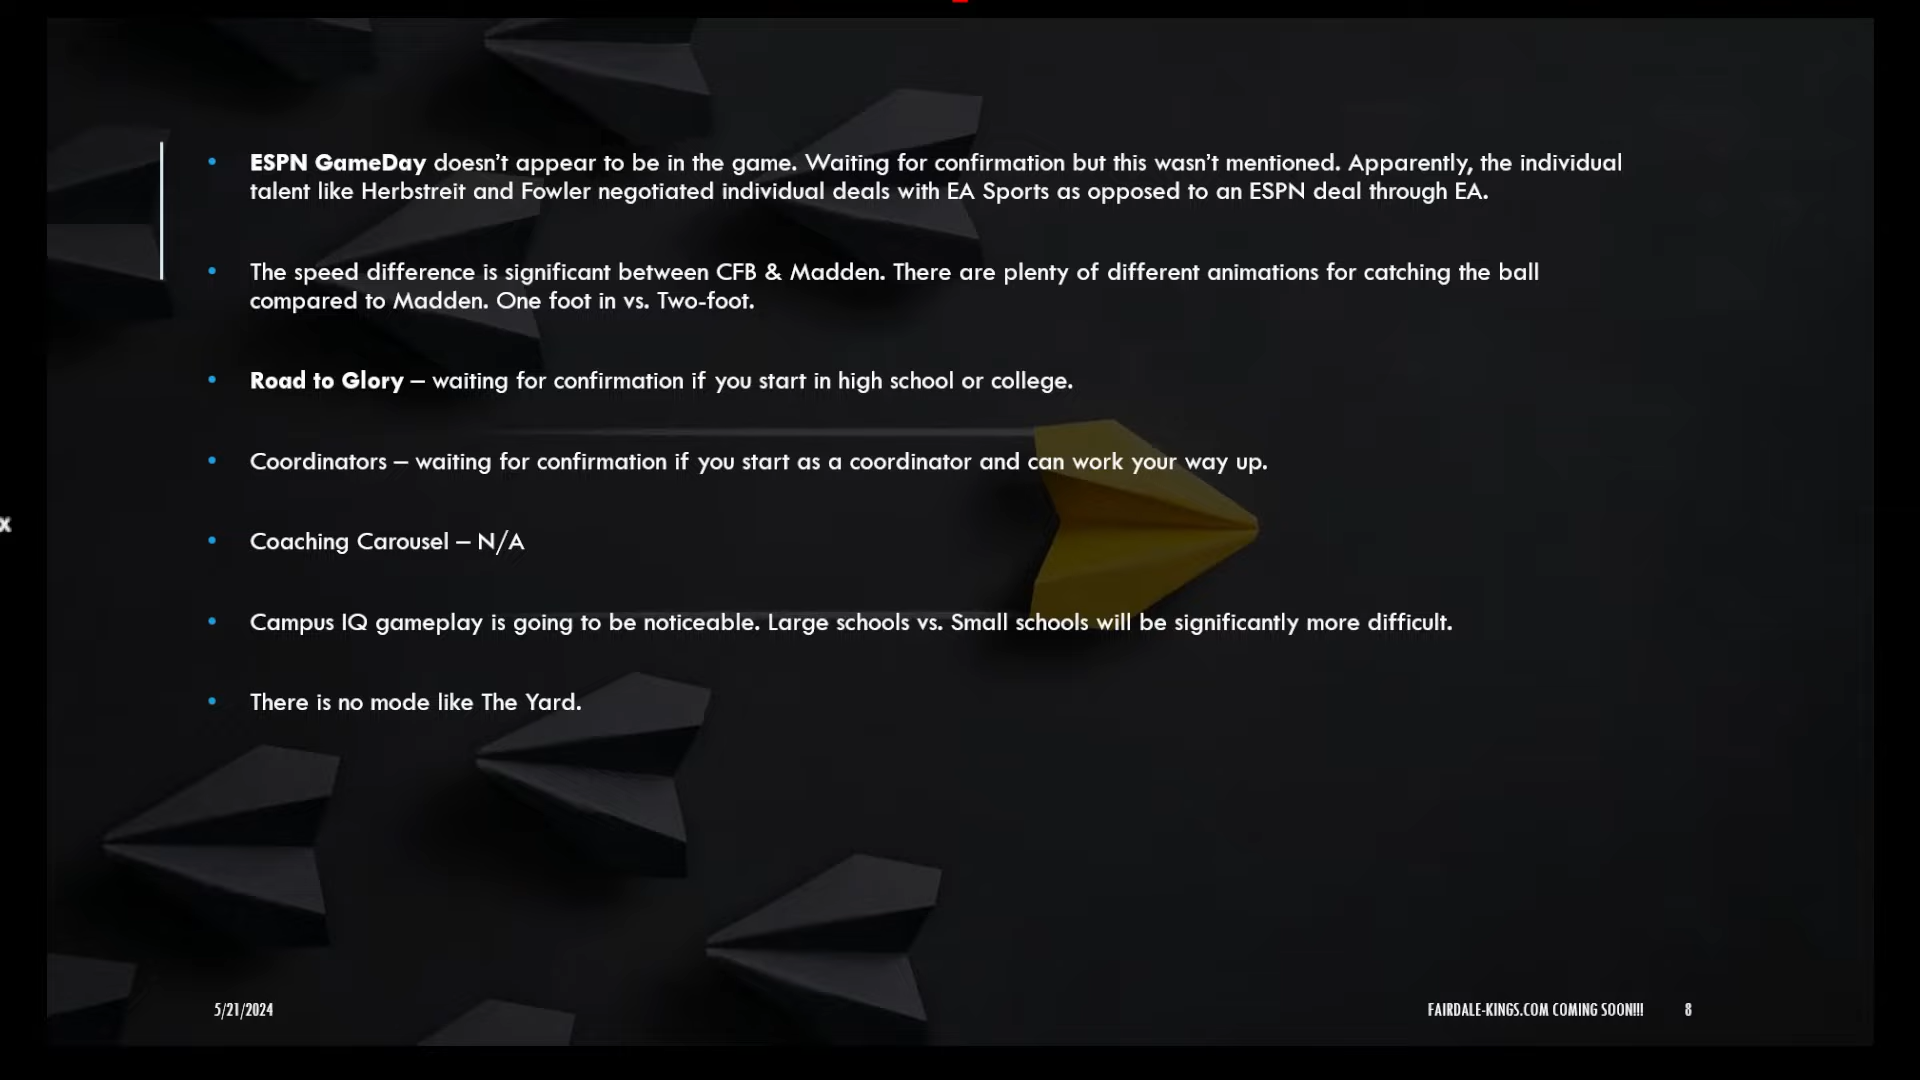 ESPN GameDay doesn't appear to be in the game. Waiting for confirmation but this wasn't mentioned. Apparently, the individual
talent like Herbstreit and Fowler negotiated individual deals with EA Sports as opposed to an ESPN deal through EA.
The speed difference is significant between CFB & Madden. There are plenty of different animations for catching the ball
compared to Madden. One foot in vs. Two-foot.
Road to Glory – waiting for confirmation if you start in high school or college.
Coordinators – waiting for confirmation if you start as a coordinator and can work your way up.
x
Coaching Carousel – N/A
Campus IQ gameplay is going to be noticeable. Large schools vs. Small schools will be significantly more difficult.
There is no mode like The Yard.
5/21/2024
FAIRDALE-KINGS.COM COMING SOON!!!
8